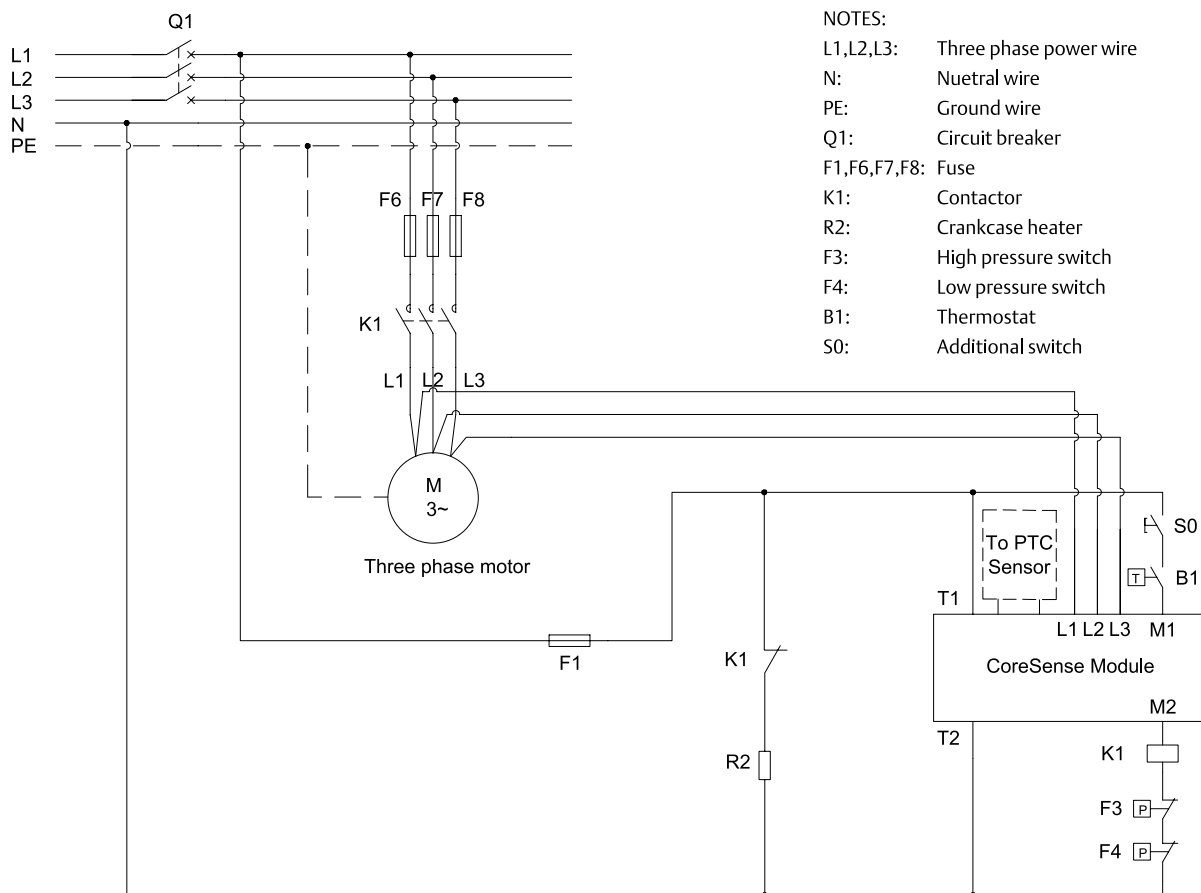 Q1
L1
L2
L3
N
PE
NOTES:
L1,L2,L3: Three phase power wire
N: Nuetral wire
PE: Ground wire
Q1: Circuit breaker
F1,F6,F7,F8: Fuse
K1: Contactor
R2: Crankcase heater
F3: High pressure switch
F4: Low pressure switch
B1: Thermostat
S0: Additional switch
F6 F7 F8
K1
L1 L2 L3
M
3~
Three phase motor
F1
K1
R2
To PTC
Sensor
S0
T B1
T1
L1 L2 L3 M1
CoreSense Module
M2
T2
K1
F3 P
F4 P